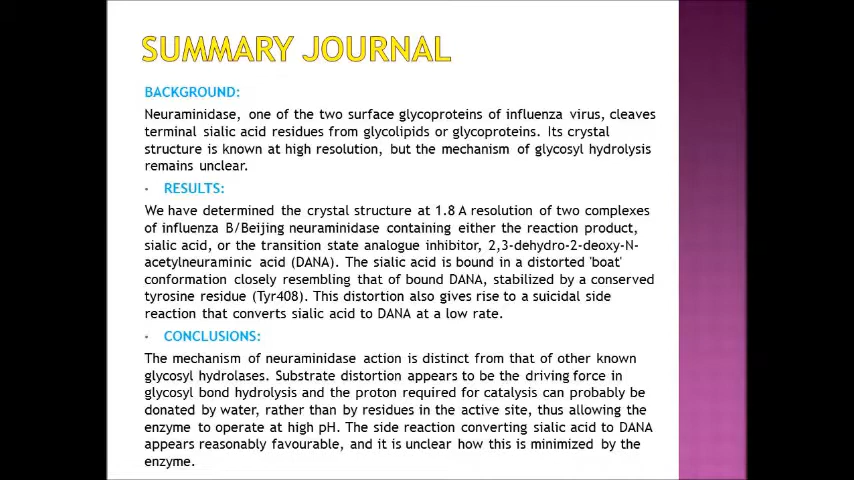 SUMMARY JOURNAL
BACKGROUND:
Neuraminidase, one of the two surface glycoproteins of influenza virus, cleaves
terminal sialic acid residues from glycolipids or glycoproteins. Its crystal
structure is known at high resolution, but the mechanism of glycosyl hydrolysis
remains unclear.
• RESULTS:
We have determined the crystal structure at 1.8 A resolution of two complexes
of influenza B/Beijing neuraminidase containing either the reaction product,
sialic acid, or the transition state analogue inhibitor, 2,3-dehydro-2-deoxy-N-
acetylneuraminic acid (DANA). The sialic acid is bound in a distorted 'boat'
conformation closely resembling that of bound DANA, stabilized by a conserved
tyrosine residue (Tyr408). This distortion also gives rise to a suicidal side
reaction that converts sialic acid to DANA at a low rate.
• CONCLUSIONS:
The mechanism of neuraminidase action is distinct from that of other known
glycosyl hydrolases. Substrate distortion appears to be the driving force in
glycosyl bond hydrolysis and the proton required for catalysis can probably be
donated by water, rather than by residues in the active site, thus allowing the
enzyme to operate at high pH. The side reaction converting sialic acid to DANA
appears reasonably favourable, and it is unclear how this is minimized by the
enzyme.